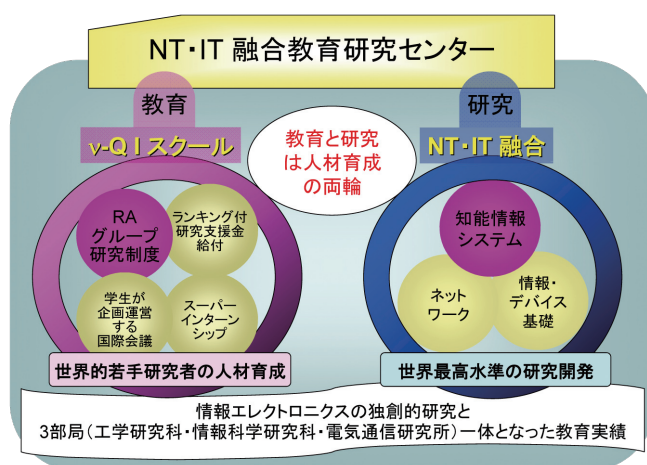 NT・IT 融合教育研究センター
教育
研究
ν-QIスクール
教育と研究
は人材育成
の両輪
NT・IT 融合
RA
グループ
研究制度
ランキング付
研究支援金
給付
学生が
企画運営
する
国際会議
スーパー
インターン
シップ
知能情報
システム
ネット
ワーク
情報・
デバイス
基礎
世界的若手研究者の人材育成
世界最高水準の研究開発
情報エレクトロニクスの独創的研究と
3部局(工学研究科・情報科学研究科・電気通信研究所)一体となった教育実績